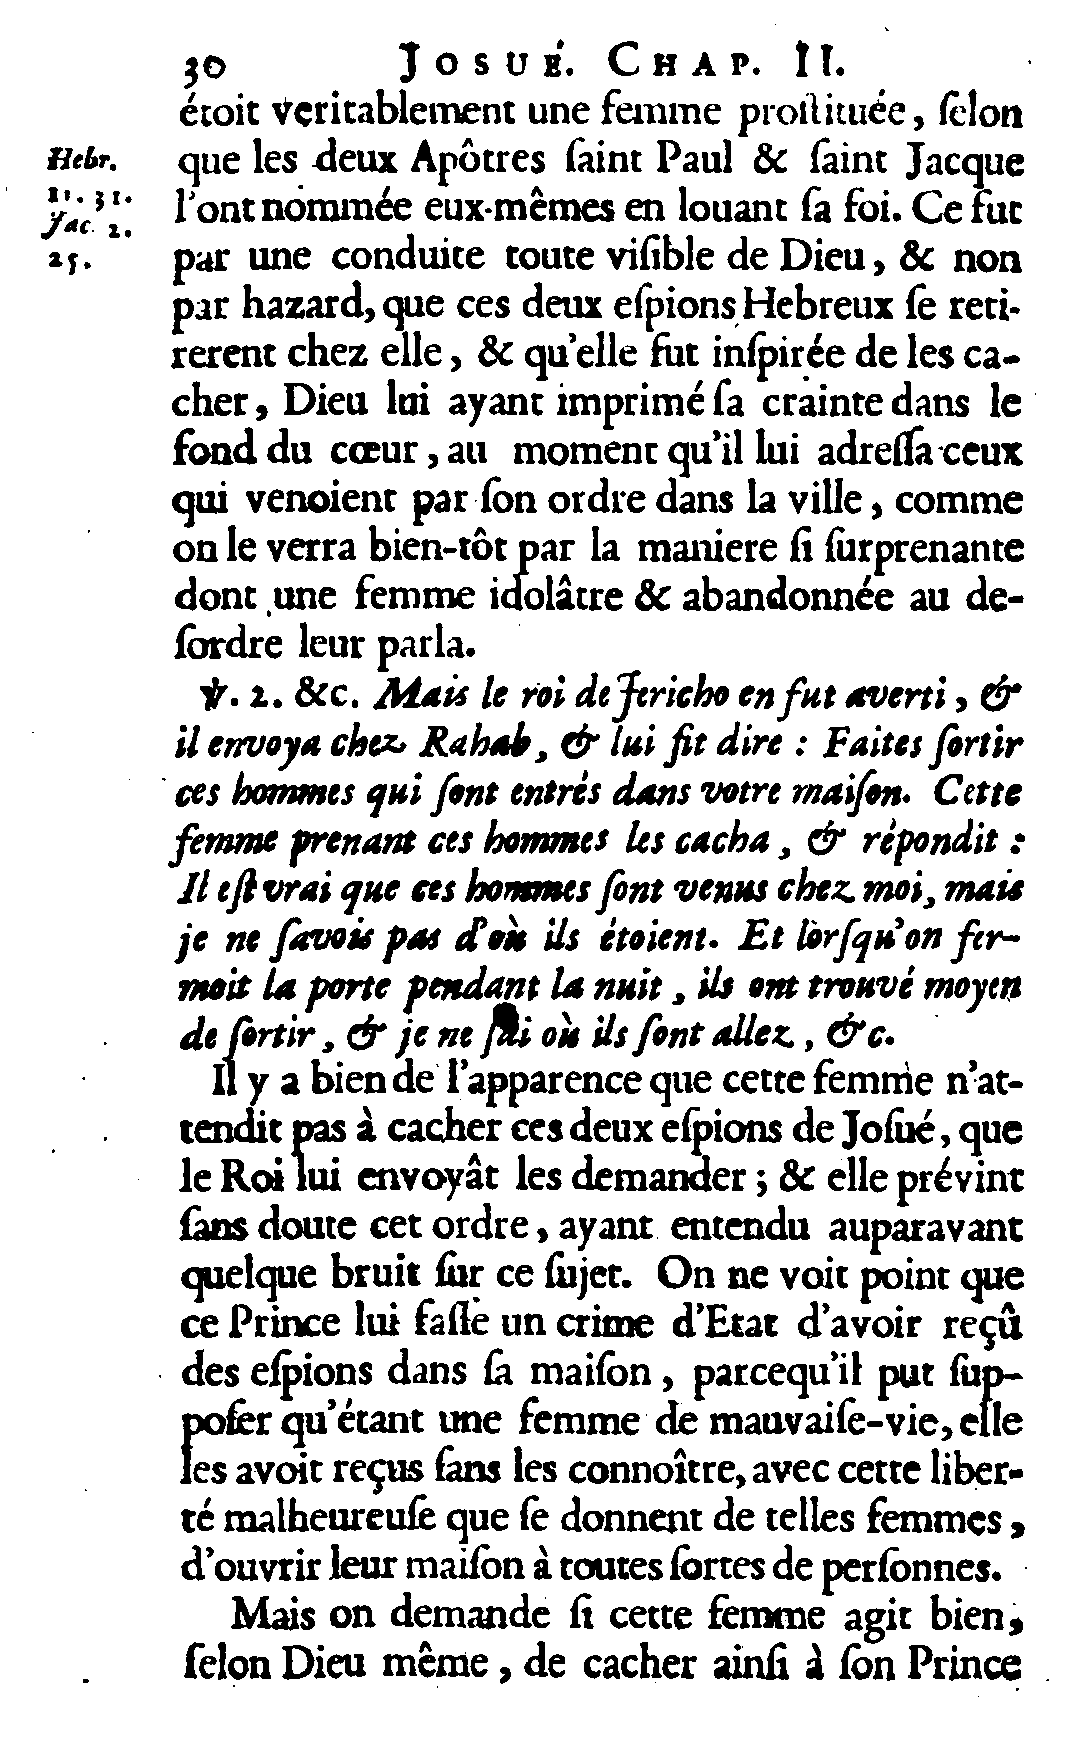 30 JOSUÉ. CHAP. II.
étoit veritablement une femme prostituée, ſelon
Hebr. 11. 31. Jac. 2. 25.
que les deux Apôtres ſaint Paul & ſaint Jacque
l'ont nommée eux-mêmes en louant ſa foi. Ce fut
par une conduite toute viſible de Dieu, & non
par hazard, que ces deux eſpions Hebreux ſe reti-
rerent chez elle, & qu'elle fut inſpirée de les ca-
cher, Dieu lui ayant imprimé ſa crainte dans le
fond du cœur, au moment qu'il lui adreſſa ceux
qui venoient par ſon ordre dans la ville, comme
on le verra bien-tôt par la maniere ſi ſurprenante
dont une femme idolâtre & abandonnée au de-
ſordre leur parla.
℣. 2. &c. Mais le roi de Jericho en fut averti, &
il envoya chez Rahab, & lui fit dire : Faites ſortir
ces hommes qui ſont entrés dans votre maiſon. Cette
femme prenant ces hommes les cacha, & répondit :
Il eſt vrai que ces hommes ſont venus chez moi, mais
je ne ſavois pas d'où ils étoient. Et lorſqu'on fer-
moit la porte pendant la nuit, ils ont trouvé moyen
de ſortir, & je ne ſai où ils ſont allez, &c.
Il y a bien de l'apparence que cette femme n'at-
tendit pas à cacher ces deux eſpions de Joſué, que
le Roi lui envoyât les demander ; & elle prévint
ſans doute cet ordre, ayant entendu auparavant
quelque bruit ſur ce ſujet. On ne voit point que
ce Prince lui faſſe un crime d'Etat d'avoir reçû
des eſpions dans ſa maiſon, parcequ'il put ſup-
poſer qu'étant une femme de mauvaiſe-vie, elle
les avoit reçus ſans les connoître, avec cette liber-
té malheureuſe que ſe donnent de telles femmes,
d'ouvrir leur maiſon à toutes ſortes de perſonnes.
Mais on demande ſi cette femme agit bien,
ſelon Dieu même, de cacher ainſi à ſon Prince